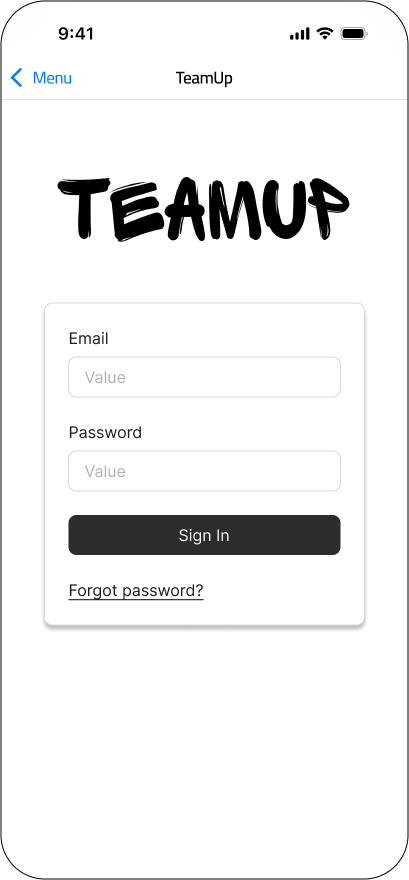 9:41
Menu
TeamUp
TEAMUP
Email
Value
Password
Value
Sign In
Forgot password?